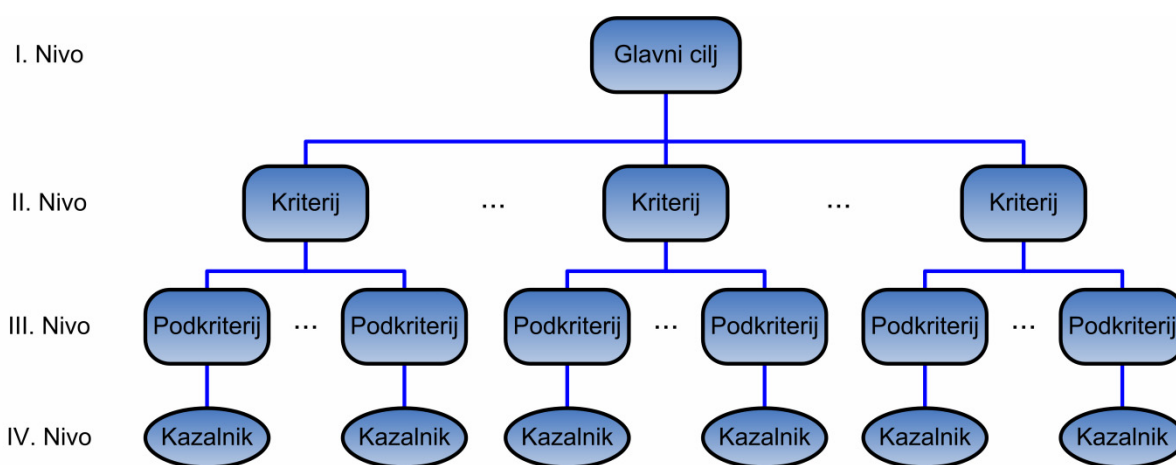 I. Nivo
Glavni cilj
II. Nivo
Kriterij
...
Kriterij
...
Kriterij
III. Nivo
Podkriterij
...
Podkriterij
Podkriterij
...
Podkriterij
Podkriterij
...
Podkriterij
IV. Nivo
Kazalnik
Kazalnik
Kazalnik
Kazalnik
Kazalnik
Kazalnik